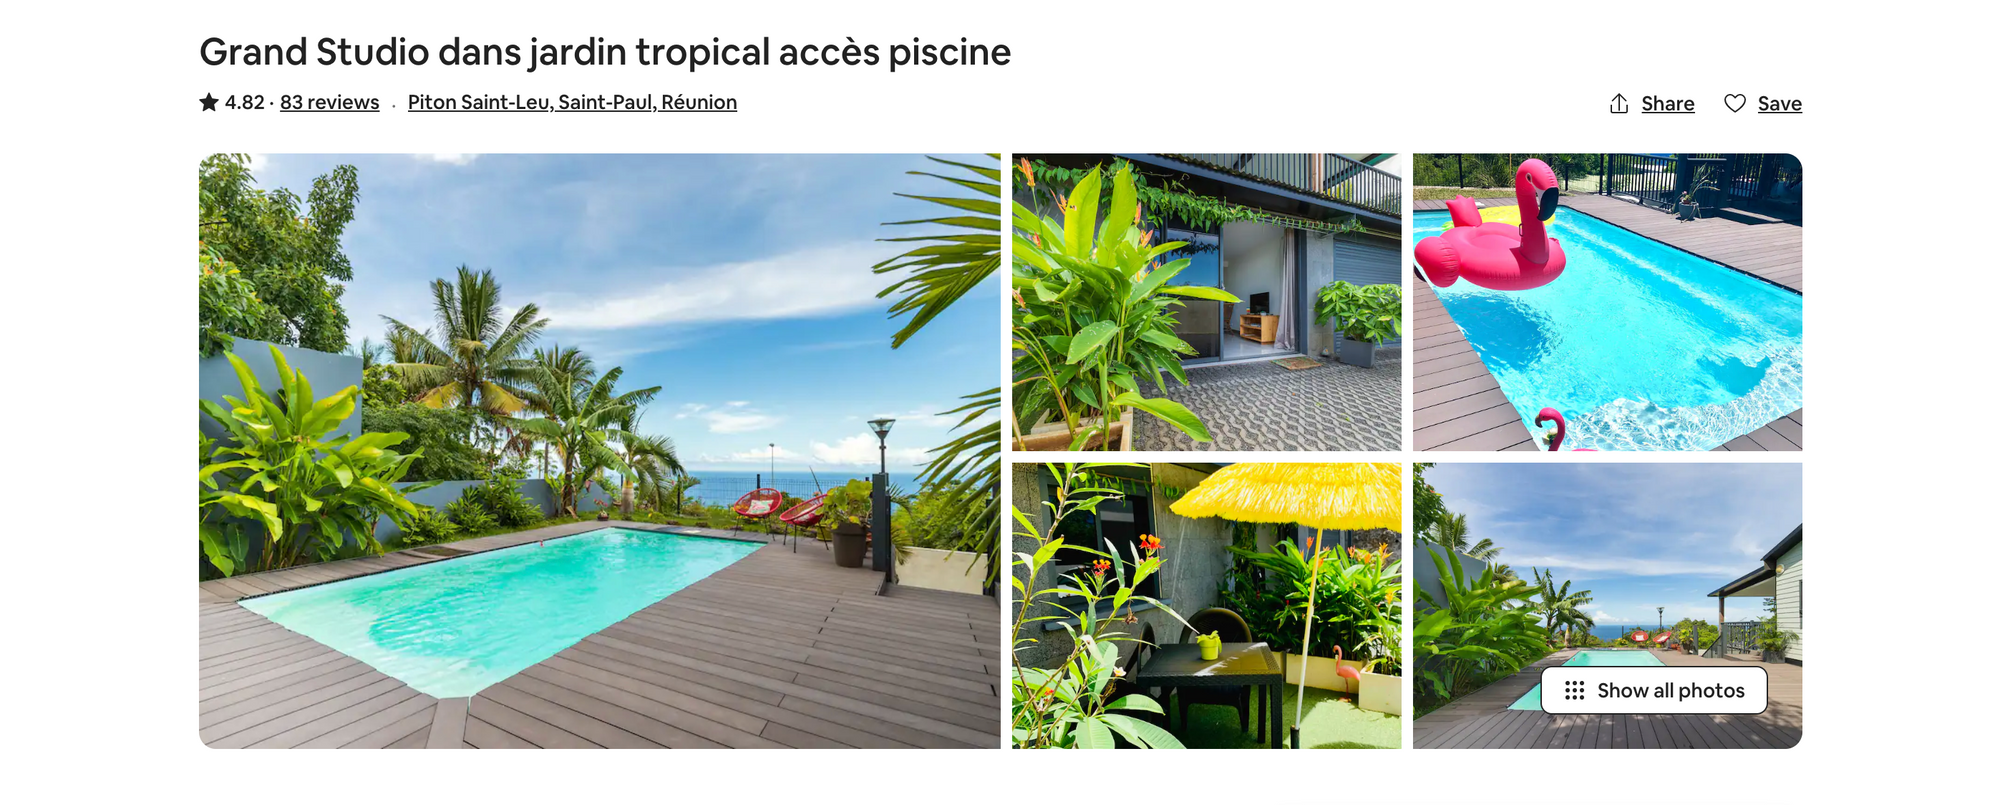 Grand Studio dans jardin tropical accès piscine
4.82 · 83 reviews · Piton Saint-Leu, Saint-Paul, Réunion
Share Save
Show all photos